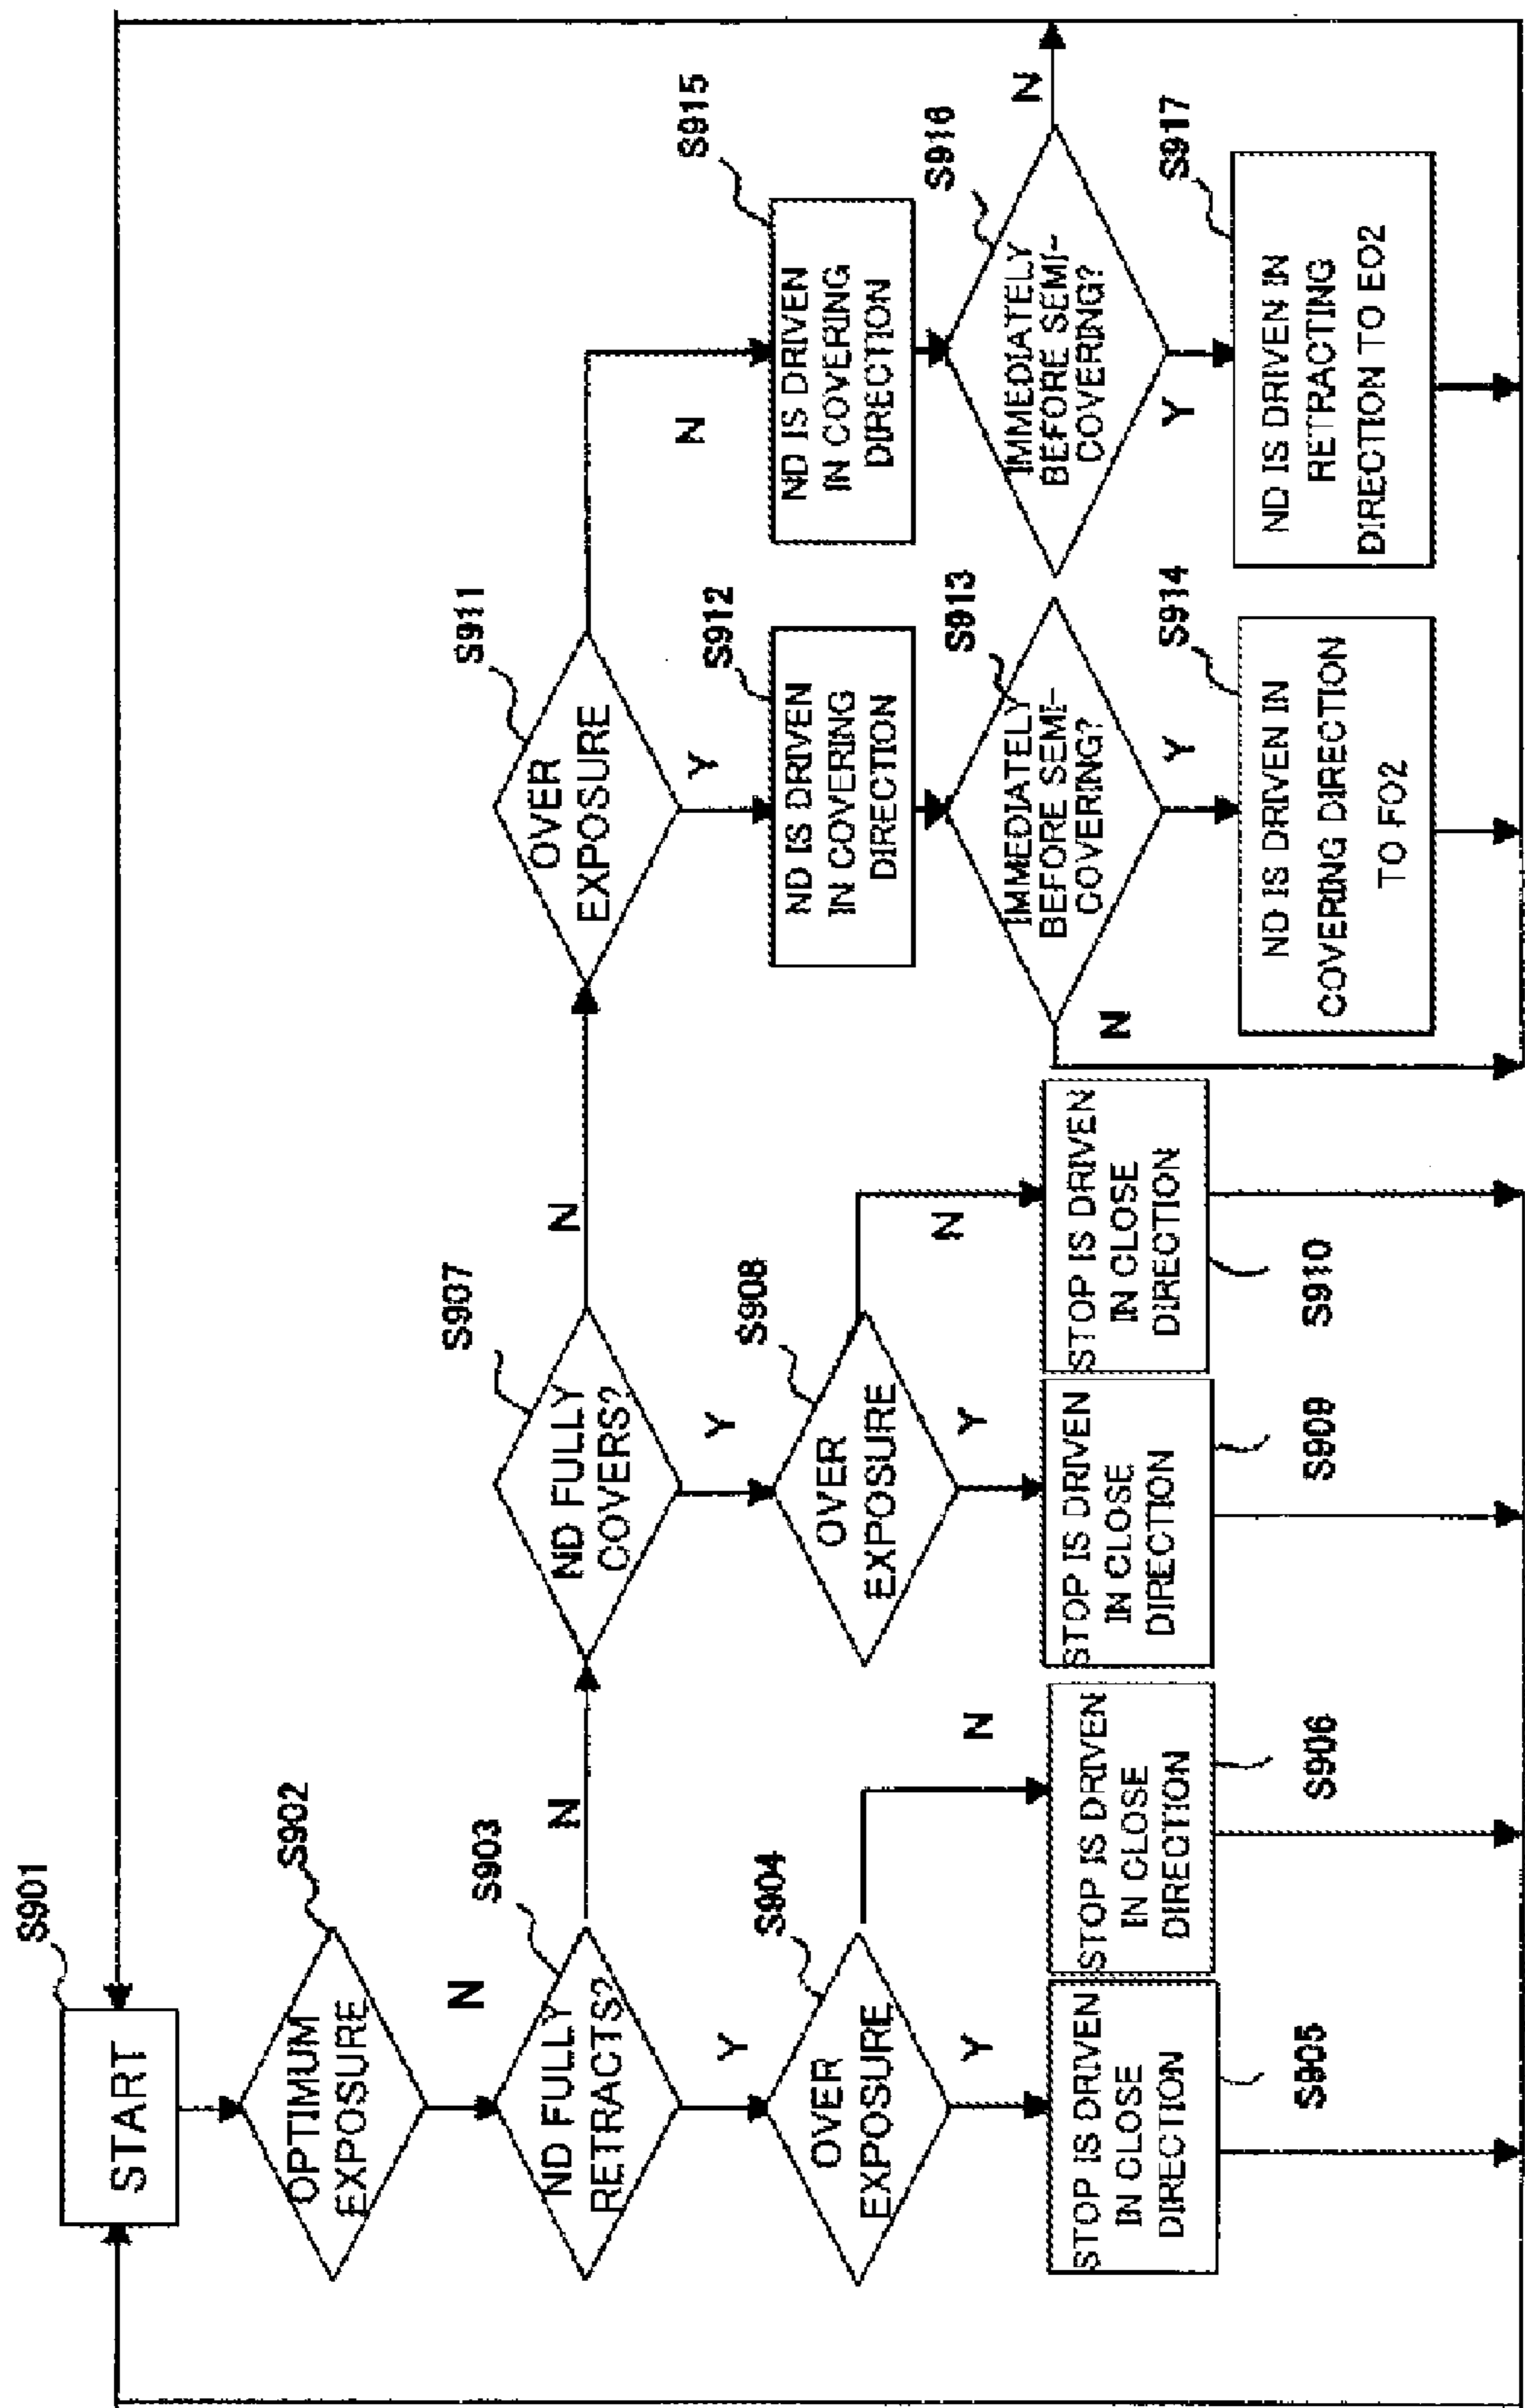 S901
START
S902
OPTIMUM
EXPOSURE
N
S903
ND FULLY
RETRACTS?
N
Y
S904
OVER
EXPOSURE
N
Y
STOP IS DRIVEN
IN CLOSE
DIRECTION
S905
STOP IS DRIVEN
IN CLOSE
DIRECTION
S906
S907
ND FULLY
COVERS?
N
Y
S908
OVER
EXPOSURE
N
Y
STOP IS DRIVEN
IN CLOSE
DIRECTION
S909
STOP IS DRIVEN
IN CLOSE
DIRECTION
S910
S911
OVER
EXPOSURE
N
Y
S912
ND IS DRIVEN
IN COVERING
DIRECTION
S913
IMMEDIATELY
BEFORE SEMI-
COVERING?
N
Y
S914
ND IS DRIVEN IN
COVERING DIRECTION
TO FO2
S915
ND IS DRIVEN
IN COVERING
DIRECTION
S916
IMMEDIATELY
BEFORE SEMI-
COVERING?
N
Y
S917
ND IS DRIVEN IN
RETRACTING
DIRECTION TO EO2